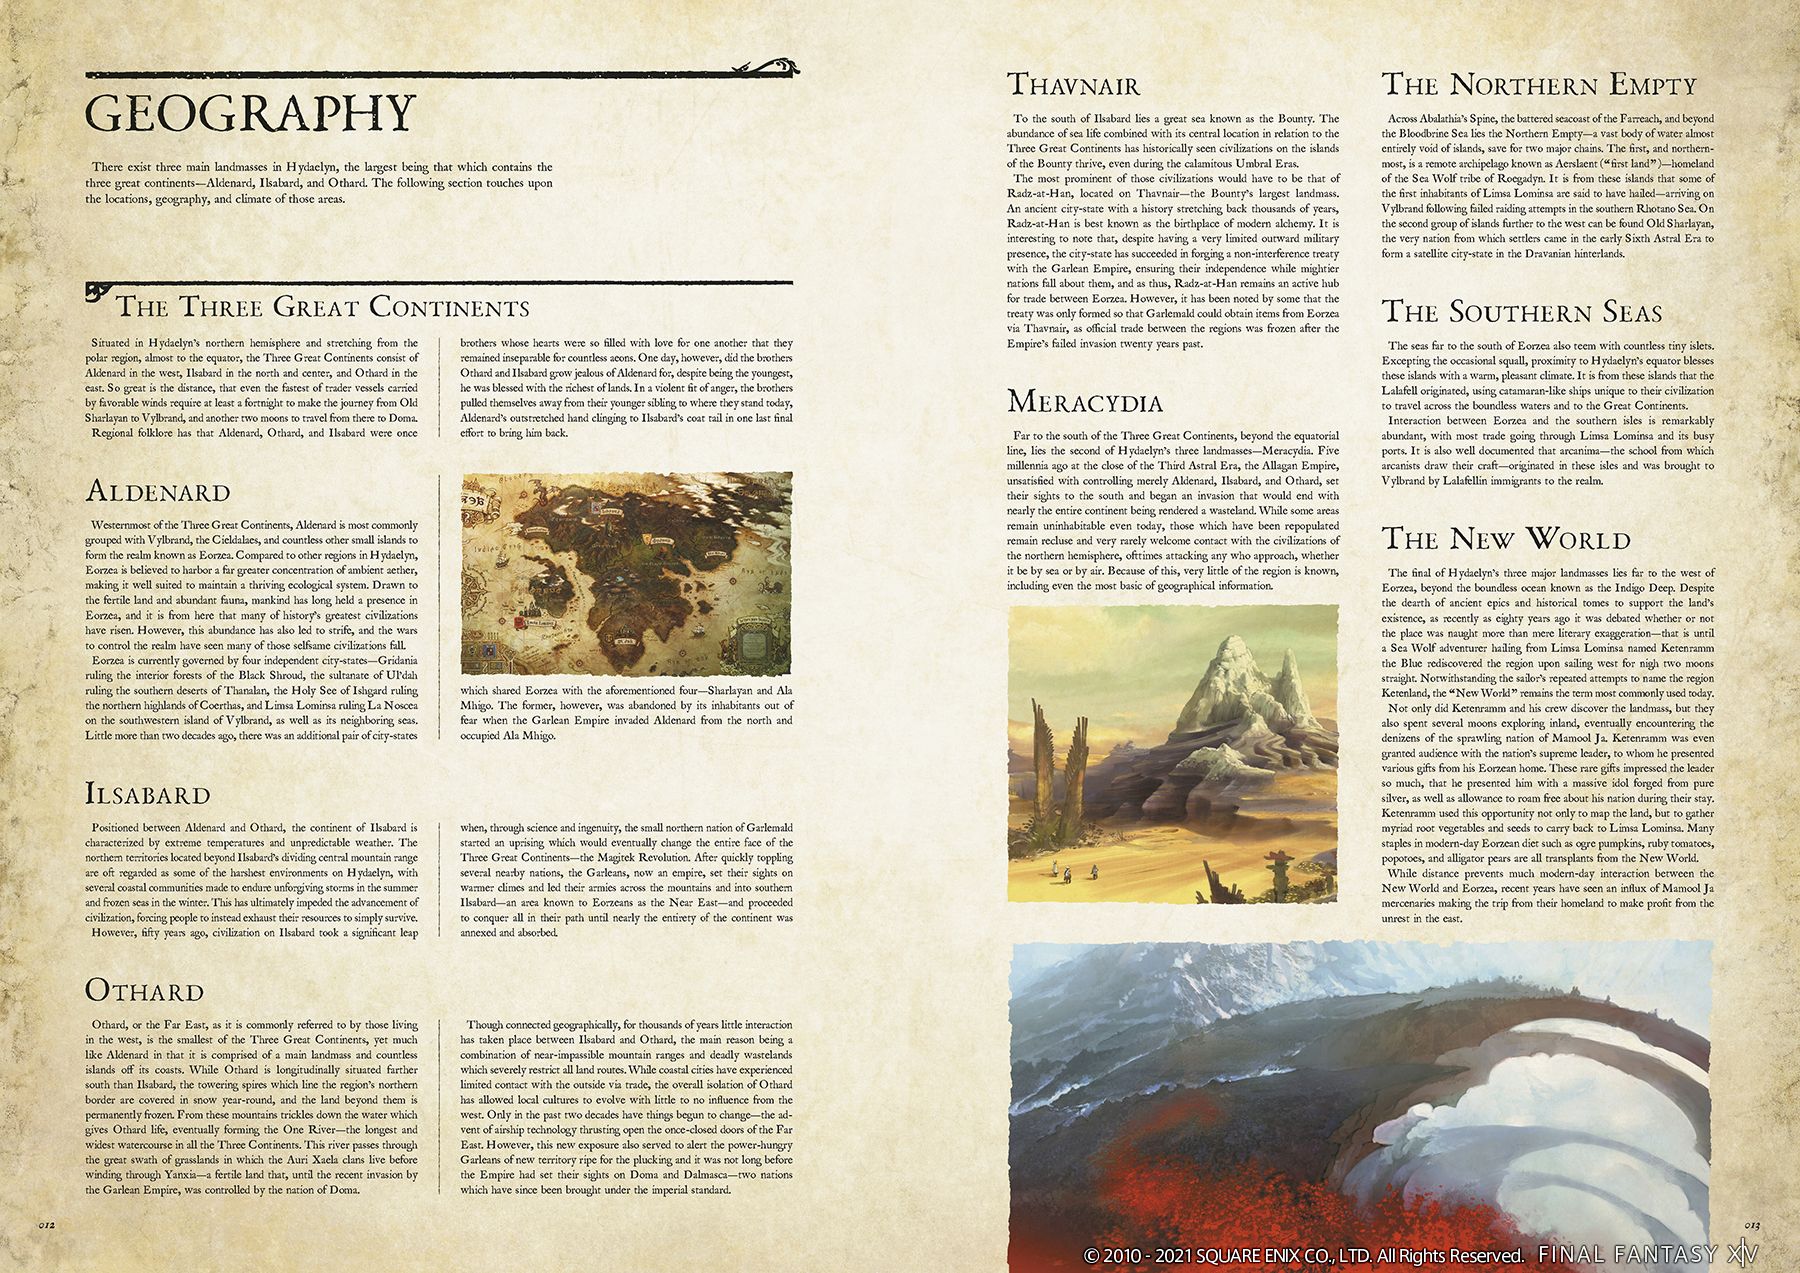 GEOGRAPHY
There exist three main landmasses in Hydaelyn, the largest being that which contains the
three great continents—Aldenard, Ilsabard, and Othard. The following section touches upon
the locations, geography, and climate of those areas.
THE THREE GREAT CONTINENTS
Situated in Hydaelyn's northern hemisphere and stretching from the
polar region, almost to the equator, the Three Great Continents consist of
Aldenard in the west, Ilsabard in the north and center, and Othard in the
east. So great is the distance, that even the fastest of trader vessels carried
by favorable winds require at least a fortnight to make the journey from Old
Sharlayan to Vylbrand, and another two moons to travel from there to Doma.
Regional folklore has that Aldenard, Othard, and Ilsabard were once
brothers whose hearts were so filled with love for one another that they
remained inseparable for countless aeons. One day, however, did the brothers
Othard and Ilsabard grow jealous of Aldenard for, despite being the youngest,
he was blessed with the richest of lands. In a violent fit of anger, the brothers
pulled themselves away from their younger sibling to where they stand today,
Aldenard's outstretched hand clinging to Ilsabard's coat tail in one last final
effort to bring him back.
ALDENARD
Westernmost of the Three Great Continents, Aldenard is most commonly
grouped with Vylbrand, the Cieldalaes, and countless other small islands to
form the realm known as Eorzea. Compared to other regions in Hydaelyn,
Eorzea is believed to harbor a far greater concentration of ambient aether,
making it well suited to maintain a thriving ecological system. Drawn to
the fertile land and abundant fauna, mankind has long held a presence in
Eorzea, and it is from here that many of history's greatest civilizations
have risen. However, this abundance has also led to strife, and the wars
to control the realm have seen many of those selfsame civilizations fall.
Eorzea is currently governed by four independent city-states—Gridania
ruling the interior forests of the Black Shroud, the sultanate of Ul'dah
ruling the southern deserts of Thanalan, the Holy See of Ishgard ruling
the northern highlands of Coerthas, and Limsa Lominsa ruling La Noscea
on the southwestern island of Vylbrand, as well as its neighboring seas.
Little more than two decades ago, there was an additional pair of city-states
which shared Eorzea with the aforementioned four—Sharlayan and Ala
Mhigo. The former, however, was abandoned by its inhabitants out of
fear when the Garlean Empire invaded Aldenard from the north and
occupied Ala Mhigo.
ILSABARD
Positioned between Aldenard and Othard, the continent of Ilsabard is
characterized by extreme temperatures and unpredictable weather. The
northern territories located beyond Ilsabard's dividing central mountain range
are oft regarded as some of the harshest environments on Hydaelyn, with
several coastal communities made to endure unforgiving storms in the summer
and frozen seas in the winter. This has ultimately impeded the advancement of
civilization, forcing people to instead exhaust their resources to simply survive.
However, fifty years ago, civilization on Ilsabard took a significant leap
when, through science and ingenuity, the small northern nation of Garlemald
started an uprising which would eventually change the entire face of the
Three Great Continents—the Magitek Revolution. After quickly toppling
several nearby nations, the Garleans, now an empire, set their sights on
warmer climes and led their armies across the mountains and into southern
Ilsabard—an area known to Eorzeans as the Near East—and proceeded
to conquer all in their path until nearly the entirety of the continent was
annexed and absorbed.
OTHARD
Othard, or the Far East, as it is commonly referred to by those living
in the west, is the smallest of the Three Great Continents, yet much
like Aldenard in that it is comprised of a main landmass and countless
islands off its coasts. While Othard is longitudinally situated farther
south than Ilsabard, the towering spires which line the region's northern
border are covered in snow year-round, and the land beyond them is
permanently frozen. From these mountains trickles down the water which
gives Othard life, eventually forming the One River—the longest and
widest watercourse in all the Three Continents. This river passes through
the great swath of grasslands in which the Auri Xaela clans live before
winding through Yanxia—a fertile land that, until the recent invasion by
the Garlean Empire, was controlled by the nation of Doma.
Though connected geographically, for thousands of years little interaction
has taken place between Ilsabard and Othard, the main reason being a
combination of near-impassible mountain ranges and deadly wastelands
which severely restrict all land routes. While coastal cities have experienced
limited contact with the outside via trade, the overall isolation of Othard
has allowed local cultures to evolve with little to no influence from the
west. Only in the past two decades have things begun to change—the ad-
vent of airship technology thrusting open the once-closed doors of the Far
East. However, this new exposure also served to alert the power-hungry
Garleans of new territory ripe for the plucking and it was not long before
the Empire had set their sights on Doma and Dalmasca—two nations
which have since been brought under the imperial standard.
012
THAVNAIR
To the south of Ilsabard lies a great sea known as the Bounty. The
abundance of sea life combined with its central location in relation to the
Three Great Continents has historically seen civilizations on the islands
of the Bounty thrive, even during the calamitous Umbral Eras.
The most prominent of those civilizations would have to be that of
Radz-at-Han, located on Thavnair—the Bounty's largest landmass.
An ancient city-state with a history stretching back thousands of years,
Radz-at-Han is best known as the birthplace of modern alchemy. It is
interesting to note that, despite having a very limited outward military
presence, the city-state has succeeded in forging a non-interference treaty
with the Garlean Empire, ensuring their independence while mightier
nations fall about them, and as thus, Radz-at-Han remains an active hub
for trade between Eorzea. However, it has been noted by some that the
treaty was only formed so that Garlemald could obtain items from Eorzea
via Thavnair, as official trade between the regions was frozen after the
Empire's failed invasion twenty years past.
MERACYDIA
Far to the south of the Three Great Continents, beyond the equatorial
line, lies the second of Hydaelyn's three landmasses—Meracydia. Five
millennia ago at the close of the Third Astral Era, the Allagan Empire,
unsatisfied with controlling merely Aldenard, Ilsabard, and Othard, set
their sights to the south and began an invasion that would end with
nearly the entire continent being rendered a wasteland. While some areas
remain uninhabitable even today, those which have been repopulated
remain recluse and very rarely welcome contact with the civilizations of
the northern hemisphere, ofttimes attacking any who approach, whether
it be by sea or by air. Because of this, very little of the region is known,
including even the most basic of geographical information.
THE NORTHERN EMPTY
Across Abalathia's Spine, the battered seacoast of the Farreach, and beyond
the Bloodbrine Sea lies the Northern Empty—a vast body of water almost
entirely void of islands, save for two major chains. The first, and northern-
most, is a remote archipelago known as Aerslaent (“first land”)—homeland
of the Sea Wolf tribe of Roegadyn. It is from these islands that some of
the first inhabitants of Limsa Lominsa are said to have hailed—arriving on
Vylbrand following failed raiding attempts in the southern Rhotano Sea. On
the second group of islands further to the west can be found Old Sharlayan,
the very nation from which settlers came in the early Sixth Astral Era to
form a satellite city-state in the Dravanian hinterlands.
THE SOUTHERN SEAS
The seas far to the south of Eorzea also teem with countless tiny islets.
Excepting the occasional squall, proximity to Hydaelyn's equator blesses
these islands with a warm, pleasant climate. It is from these islands that the
Lalafell originated, using catamaran-like ships unique to their civilization
to travel across the boundless waters and to the Great Continents.
Interaction between Eorzea and the southern isles is remarkably
abundant, with most trade going through Limsa Lominsa and its busy
ports. It is also well documented that arcanima—the school from which
arcanists draw their craft—originated in these isles and was brought to
Vylbrand by Lalafellin immigrants to the realm.
THE NEW WORLD
The final of Hydaelyn's three major landmasses lies far to the west of
Eorzea, beyond the boundless ocean known as the Indigo Deep. Despite
the dearth of ancient epics and historical tomes to support the land's
existence, as recently as eighty years ago it was debated whether or not
the place was naught more than mere literary exaggeration—that is until
a Sea Wolf adventurer hailing from Limsa Lominsa named Ketenramm
the Blue rediscovered the region upon sailing west for nigh two moons
straight. Notwithstanding the sailor's repeated attempts to name the region
Ketenland, the “New World” remains the term most commonly used today.
Not only did Ketenramm and his crew discover the landmass, but they
also spent several moons exploring inland, eventually encountering the
denizens of the sprawling nation of Mamool Ja. Ketenramm was even
granted audience with the nation's supreme leader, to whom he presented
various gifts from his Eorzean home. These rare gifts impressed the leader
so much, that he presented him with a massive idol forged from pure
silver, as well as allowance to roam free about his nation during their stay.
Ketenramm used this opportunity not only to map the land, but to gather
myriad root vegetables and seeds to carry back to Limsa Lominsa. Many
staples in modern-day Eorzean diet such as ogre pumpkins, ruby tomatoes,
popotoes, and alligator pears are all transplants from the New World.
While distance prevents much modern-day interaction between the
New World and Eorzea, recent years have seen an influx of Mamool Ja
mercenaries making the trip from their homeland to make profit from the
unrest in the east.
013
© 2010 - 2021 SQUARE ENIX CO., LTD. All Rights Reserved. FINAL FANTASY XIV